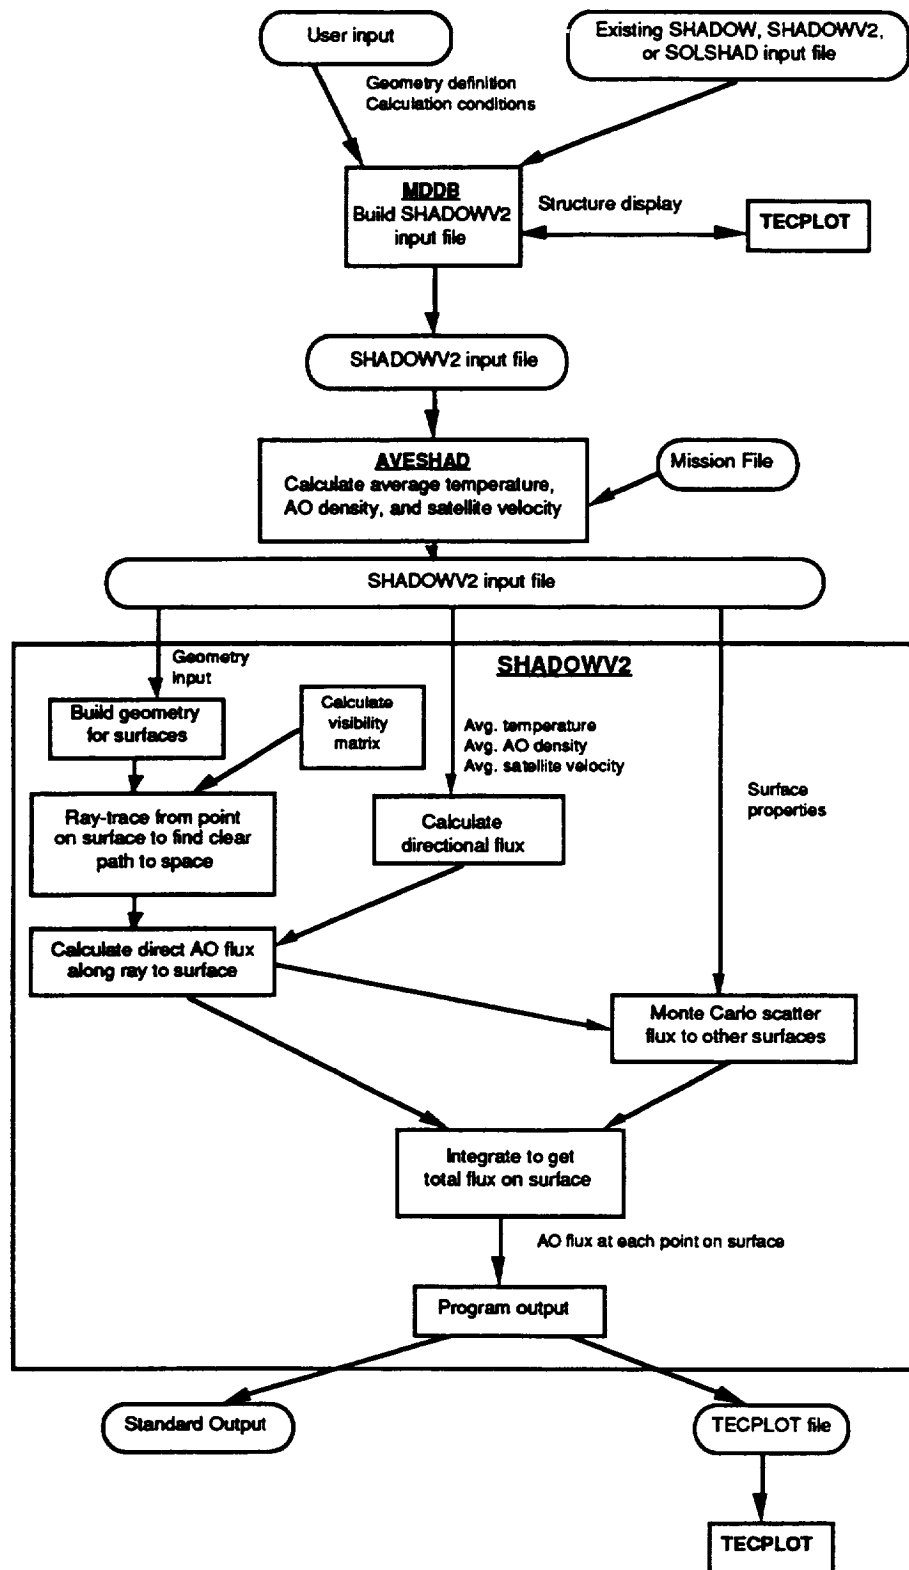 User input
Existing SHADOW, SHADOWV2,
or SOLSHAD input file
Geometry definition
Calculation conditions
MDDB
Build SHADOWV2
input file
Structure display
TECPLOT
SHADOWV2 input file
AVESHAD
Calculate average temperature,
AO density, and satellite velocity
Mission File
SHADOWV2 input file
SHADOWV2
Geometry
input
Build geometry
for surfaces
Calculate
visibility
matrix
Avg. temperature
Avg. AO density
Avg. satellite velocity
Surface
properties
Ray-trace from point
on surface to find clear
path to space
Calculate
directional flux
Calculate direct AO flux
along ray to surface
Monte Carlo scatter
flux to other surfaces
Integrate to get
total flux on surface
AO flux at each point on surface
Program output
Standard Output
TECPLOT file
TECPLOT